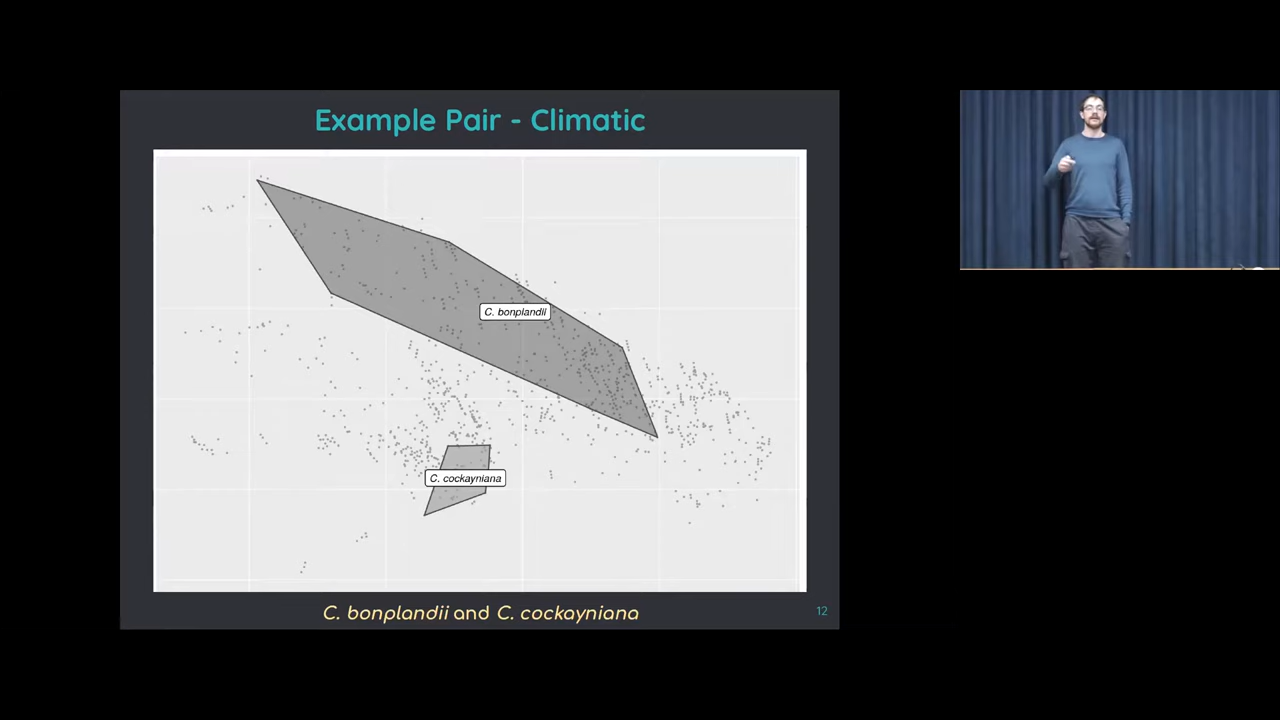 Example Pair - Climatic
C. bonplandii
C. cockayniana
C. bonplandii and C. cockayniana
12